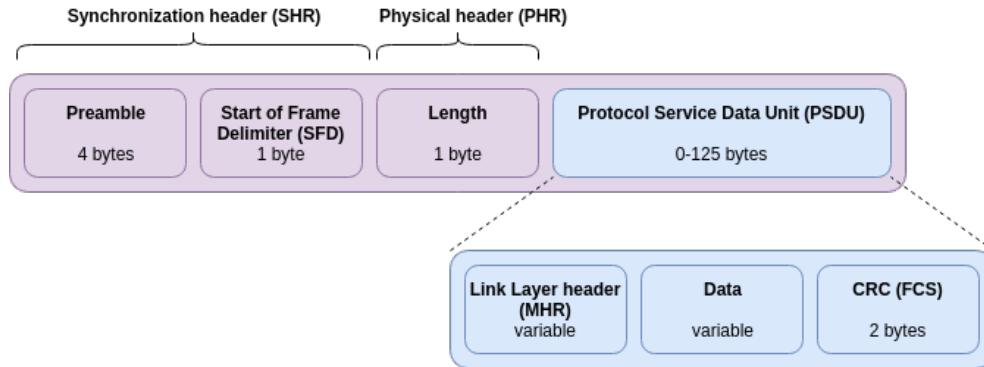 Synchronization header (SHR)
Physical header (PHR)
Preamble
4 bytes
Start of Frame
Delimiter (SFD)
1 byte
Length
1 byte
Protocol Service Data Unit (PSDU)
0-125 bytes
Link Layer header
(MHR)
variable
Data
variable
CRC (FCS)
2 bytes